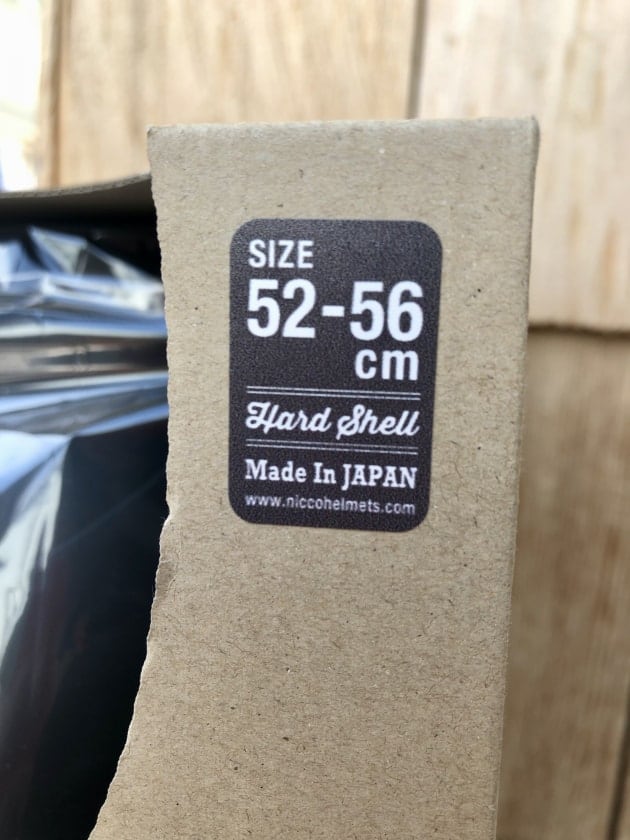 SIZE
52-56
cm
Hard Shell
Made In JAPAN
www.niccohelmets.com